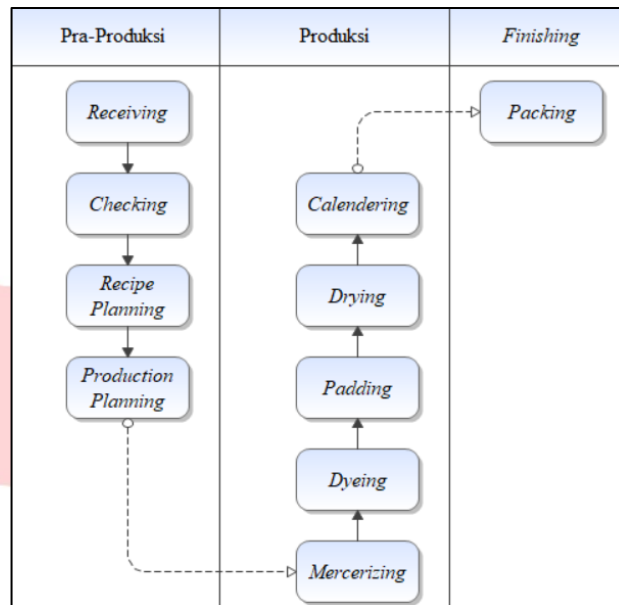 Pra-Produksi
Produksi
Finishing
Receiving
Checking
Recipe
Planning
Production
Planning
Calendering
Drying
Padding
Dyeing
Mercerizing
Packing